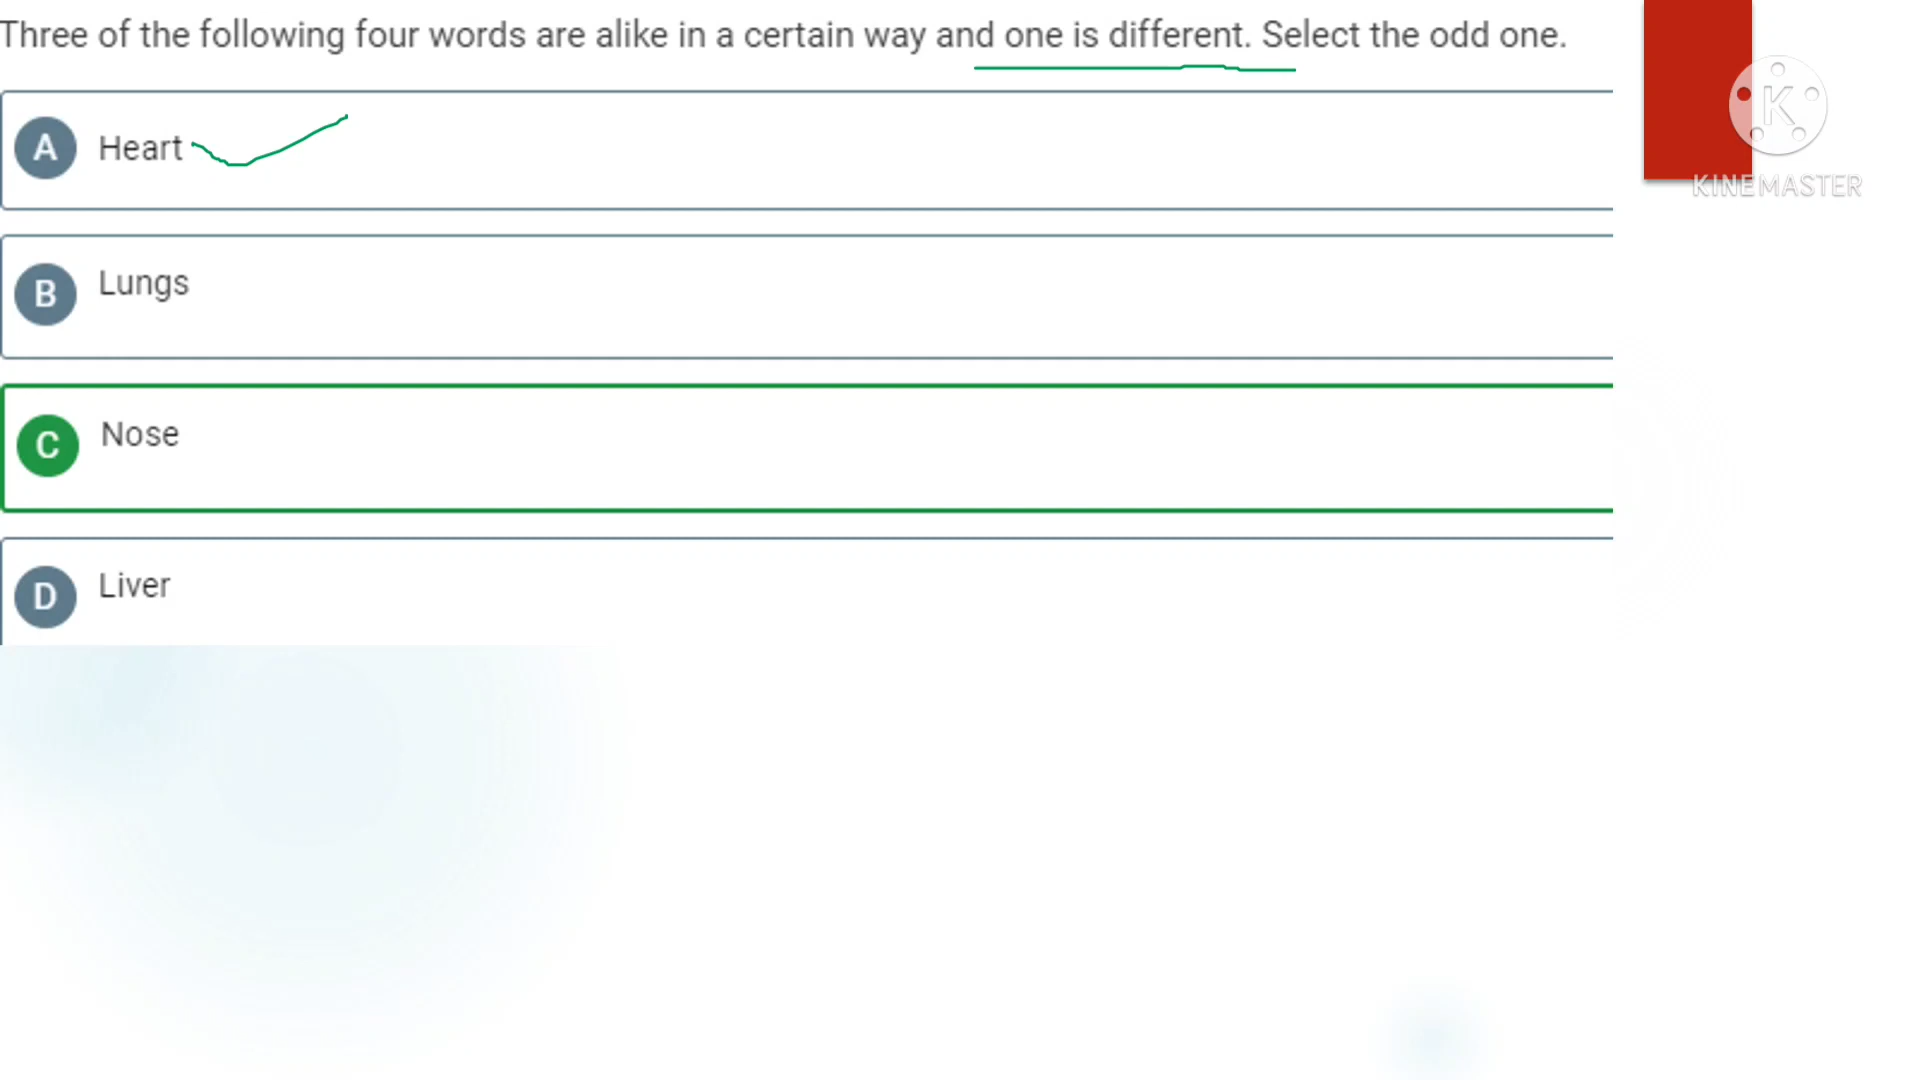 Three of the following four words are alike in a certain way and one is different. Select the odd one.
A Heart
B Lungs
C Nose
D Liver
K
KINEMASTER